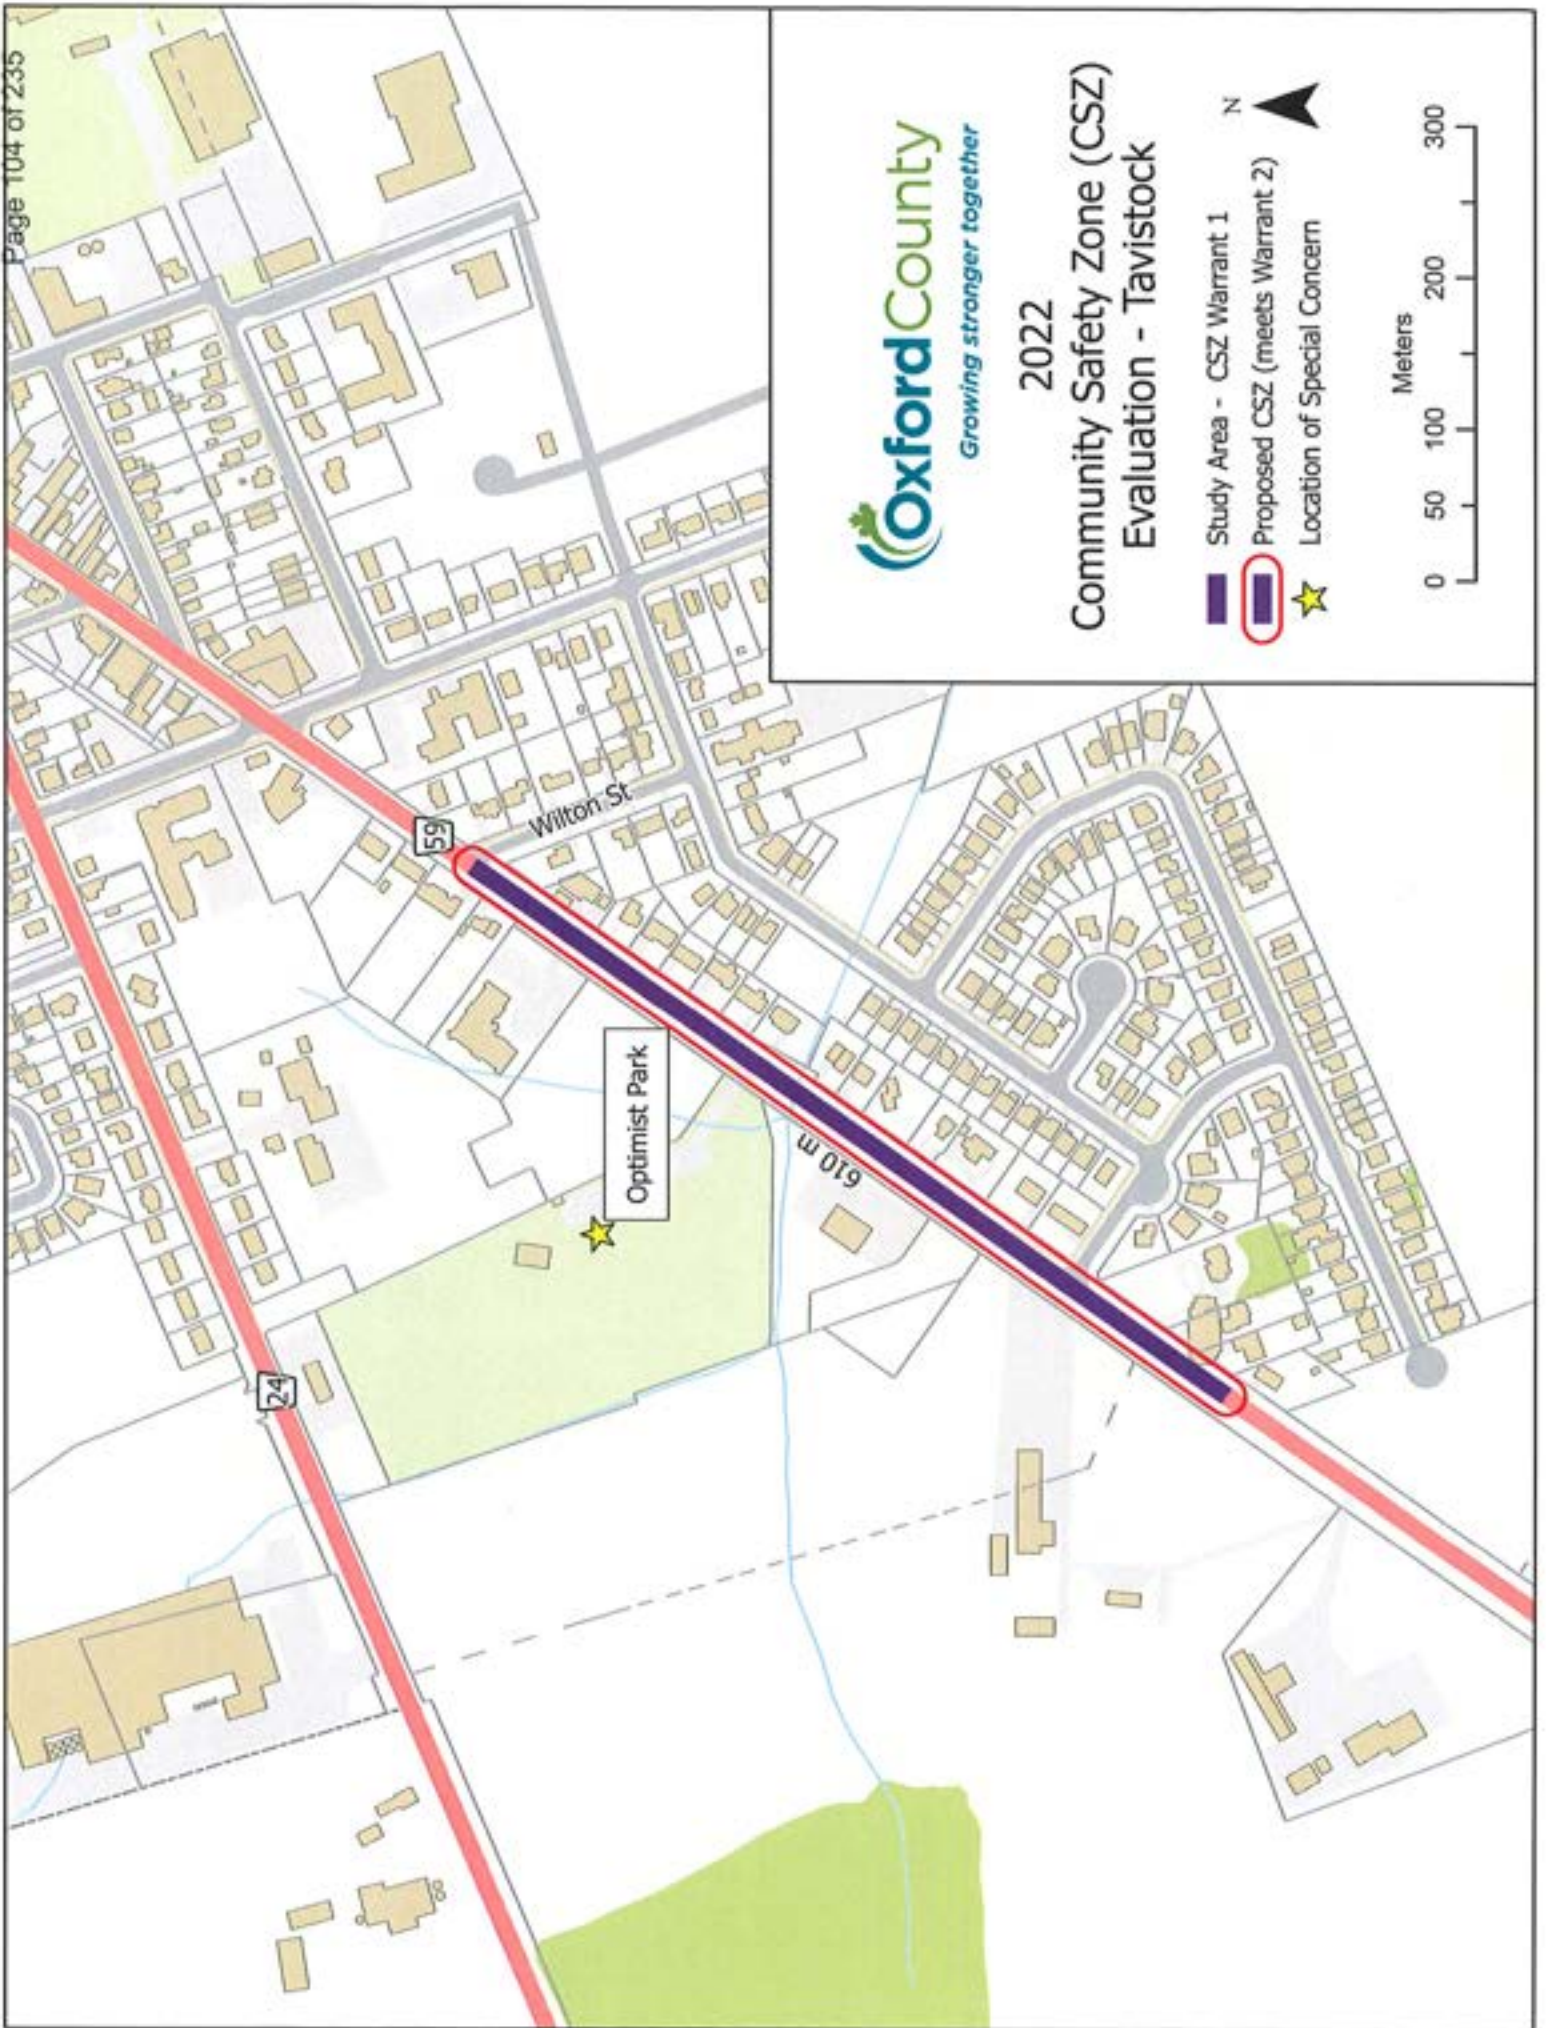 Page 104 of 235
OxfordCounty
Growing stronger together
2022
Community Safety Zone (CSZ)
Evaluation - Tavistock
Study Area - CSZ Warrant 1
Proposed CSZ (meets Warrant 2)
Location of Special Concern
N
Meters
0 50 100 200 300
59
Wilton St
Optimist Park
610 m
24